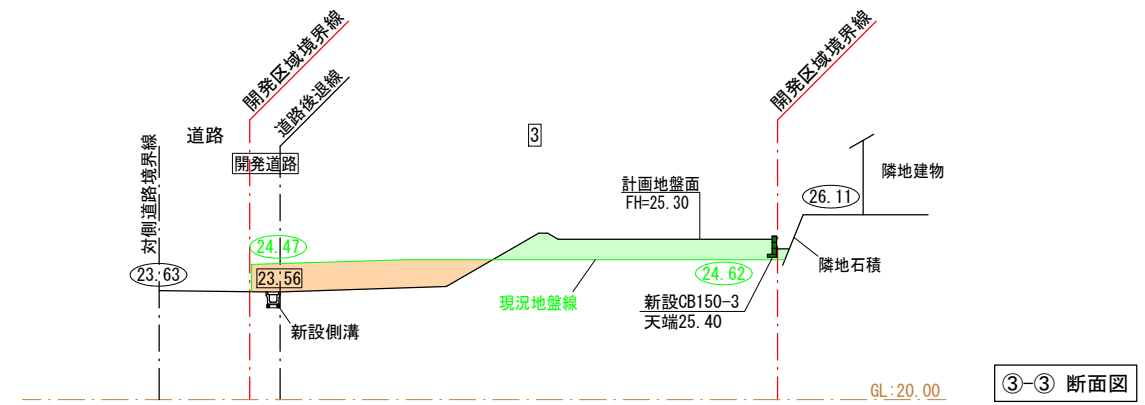 開発区域境界線
道路後退線
開発区域境界線
道路
開発道路
対側道路境界線
3
隣地建物
計画地盤面
FH=25.30
26.11
24.47
23.63
23.56
24.62
隣地石積
現況地盤線
新設CB150-3
天端25.40
新設側溝
GL:20.00
③-③ 断面図